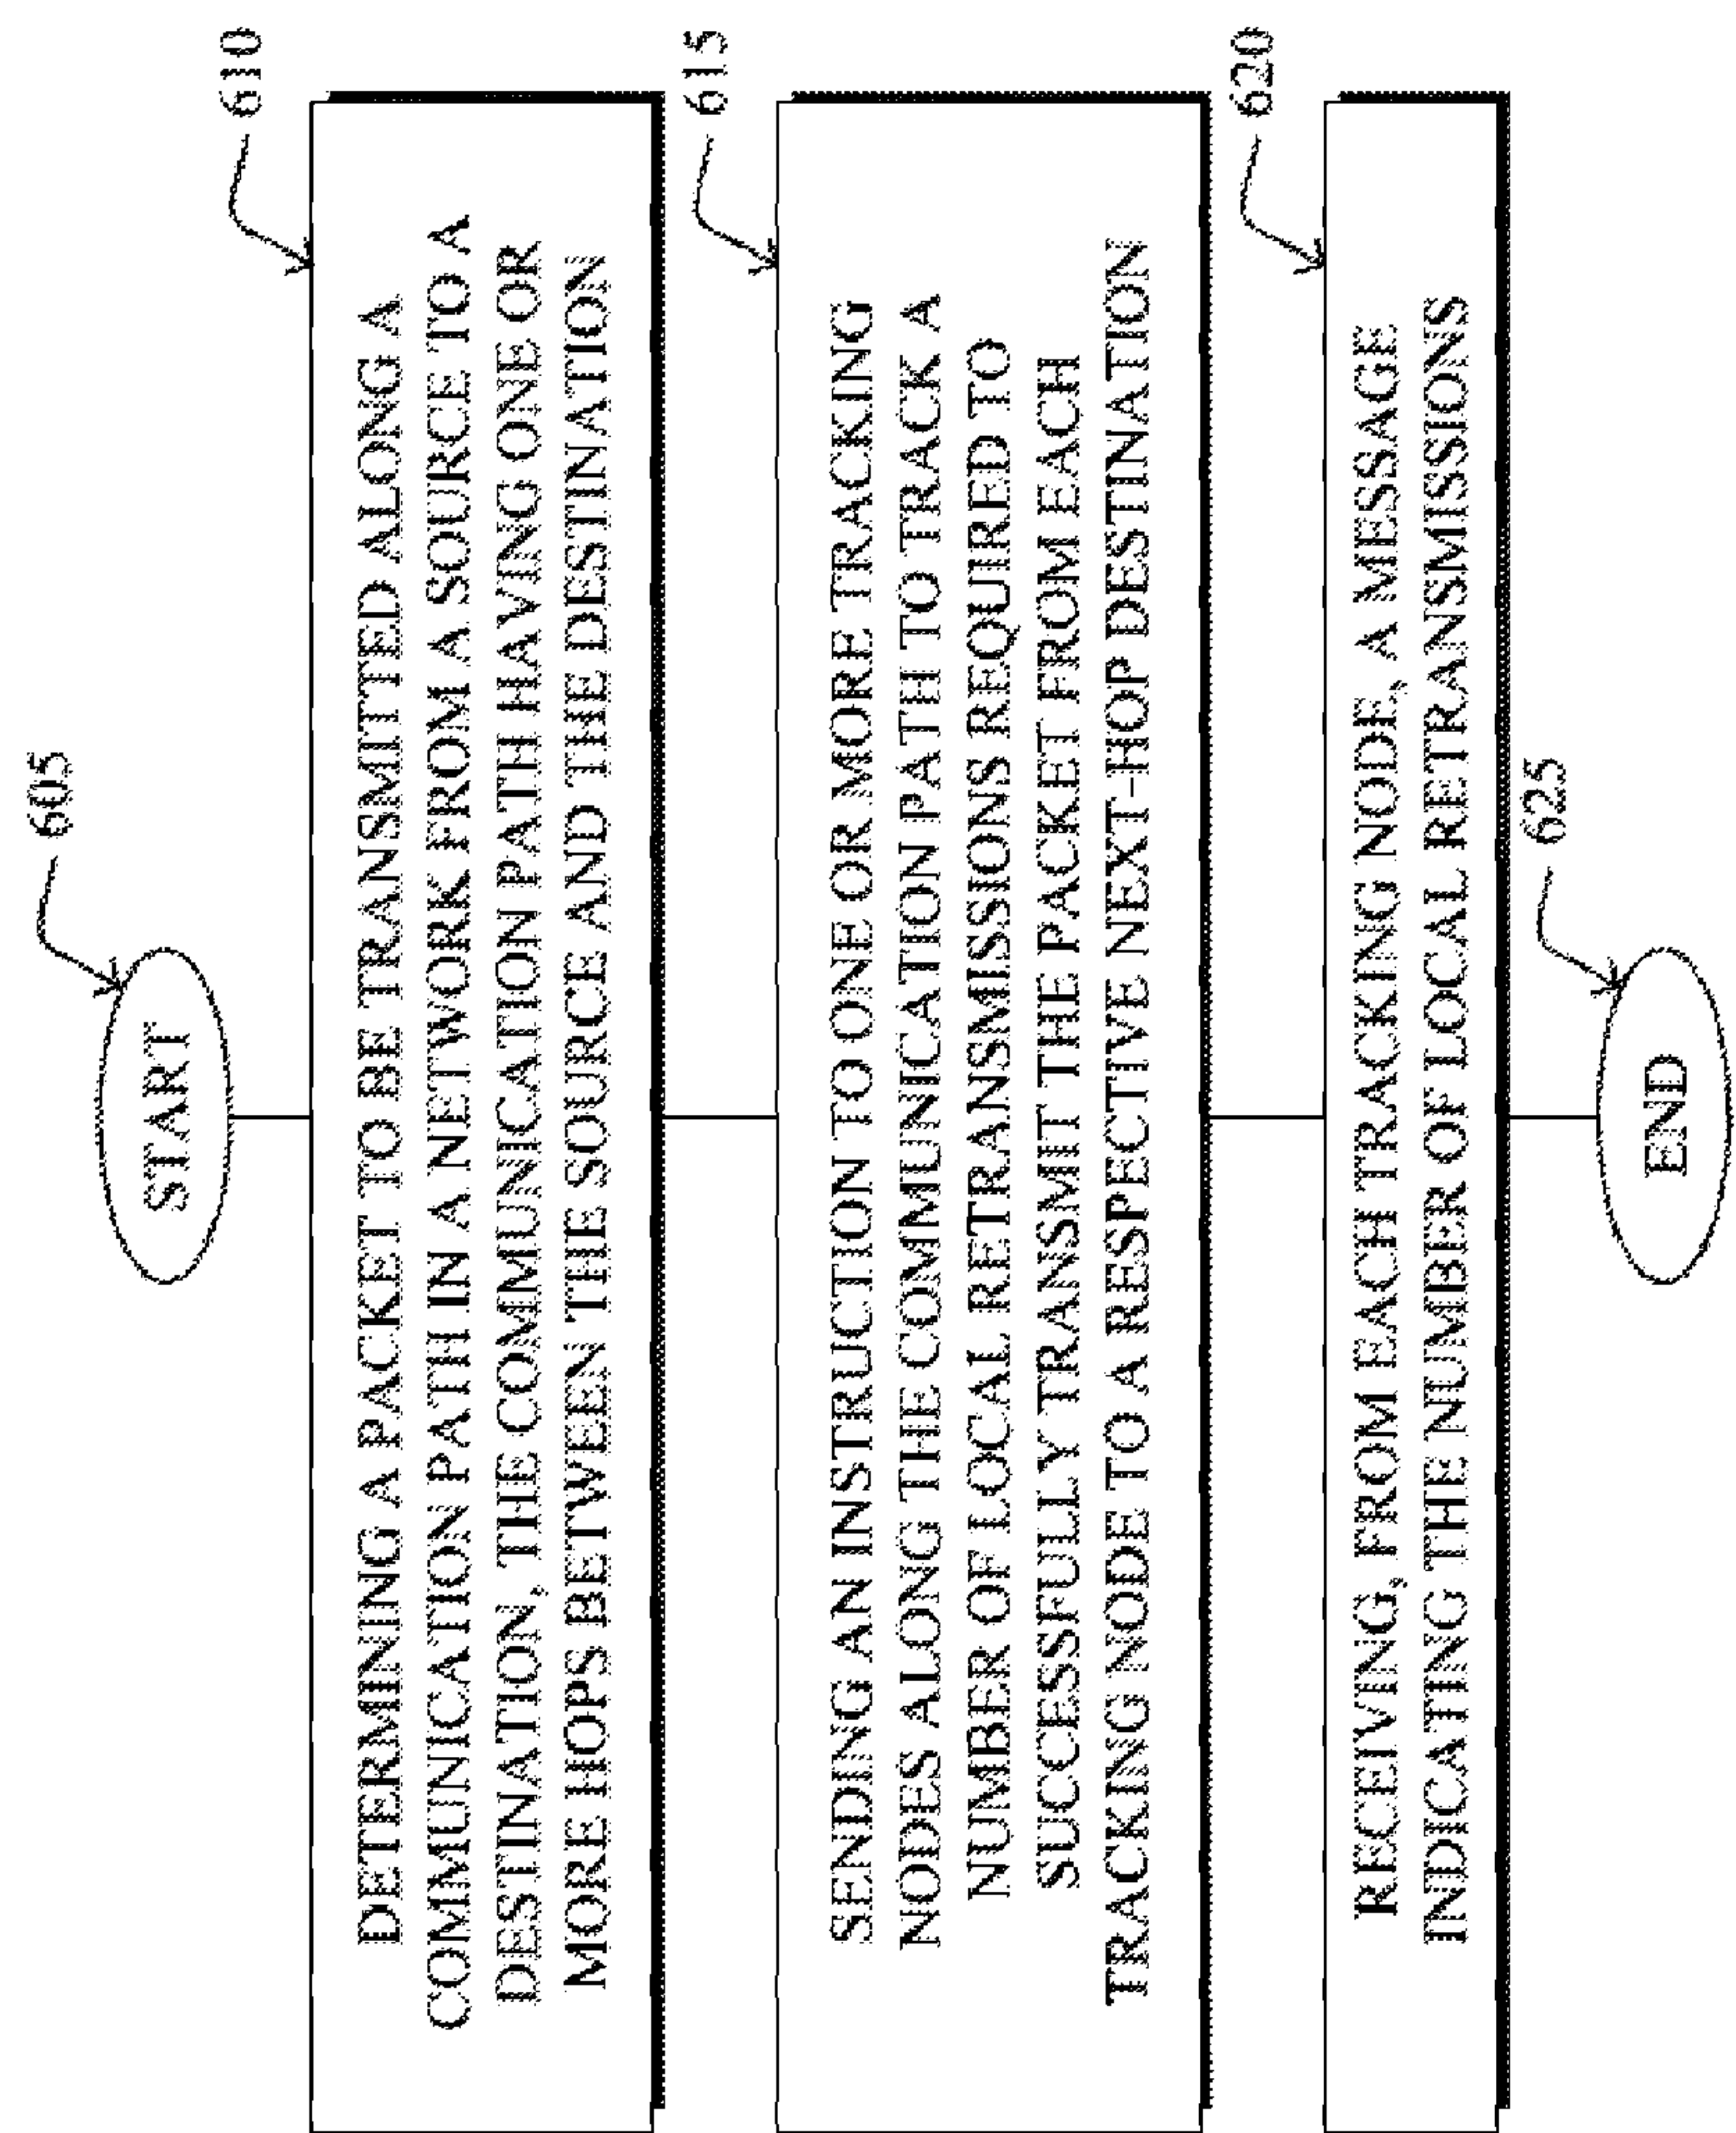 605
START
610
DETERMINING A PACKET TO BE TRANSMITTED ALONG A
COMMUNICATION PATH IN A NETWORK FROM A SOURCE TO A
DESTINATION, THE COMMUNICATION PATH HAVING ONE OR
MORE HOPS BETWEEN THE SOURCE AND THE DESTINATION
615
SENDING AN INSTRUCTION TO ONE OR MORE TRACKING
NODES ALONG THE COMMUNICATION PATH TO TRACK A
NUMBER OF LOCAL RETRANSMISSIONS REQUIRED TO
SUCCESSFULLY TRANSMIT THE PACKET FROM EACH
TRACKING NODE TO A RESPECTIVE NEXT-HOP DESTINATION
620
RECEIVING, FROM EACH TRACKING NODE, A MESSAGE
INDICATING THE NUMBER OF LOCAL RETRANSMISSIONS
625
END